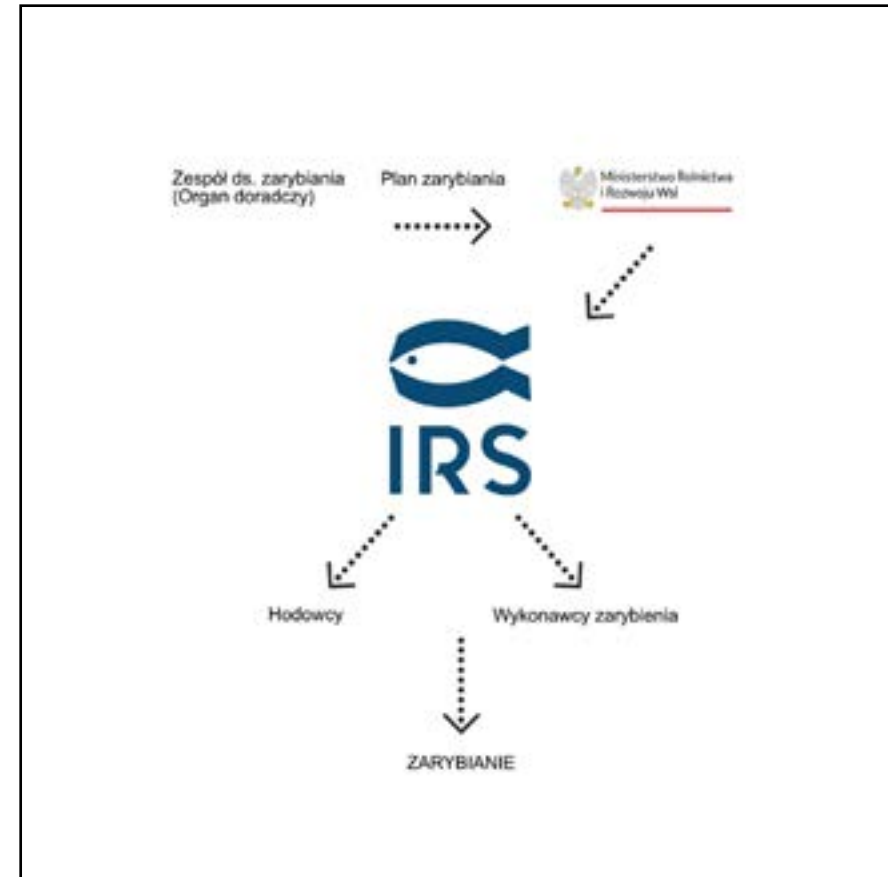 Zespół ds. zarybiania
(Organ doradczy)
Plan zarybiania
Ministerstwo Rolnictwa
i Rozwoju Wsi
IRS
Hodowcy
Wykonawcy zarybienia
ZARYBIANIE